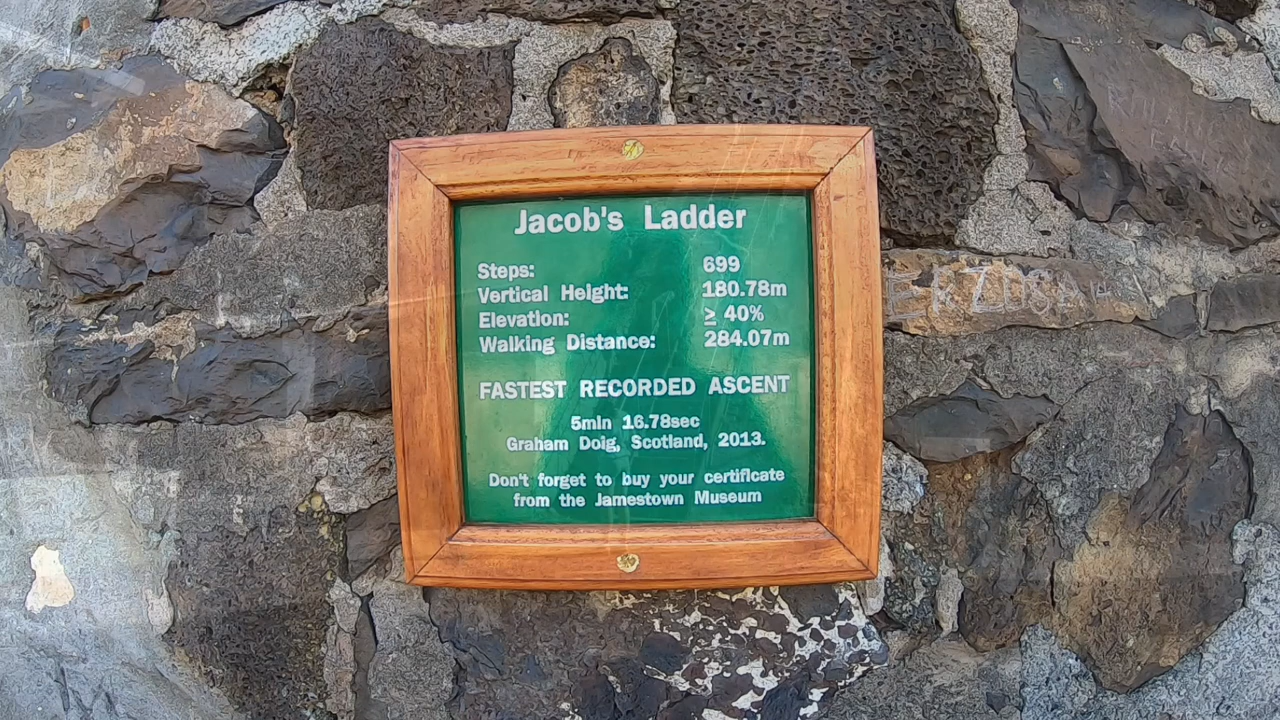 Jacob's Ladder
Steps: 699
Vertical Height: 180.78m
Elevation: ≥ 40%
Walking Distance: 284.07m
FASTEST RECORDED ASCENT
5min 16.78sec
Graham Doig, Scotland, 2013.
Don't forget to buy your certificate
from the Jamestown Museum